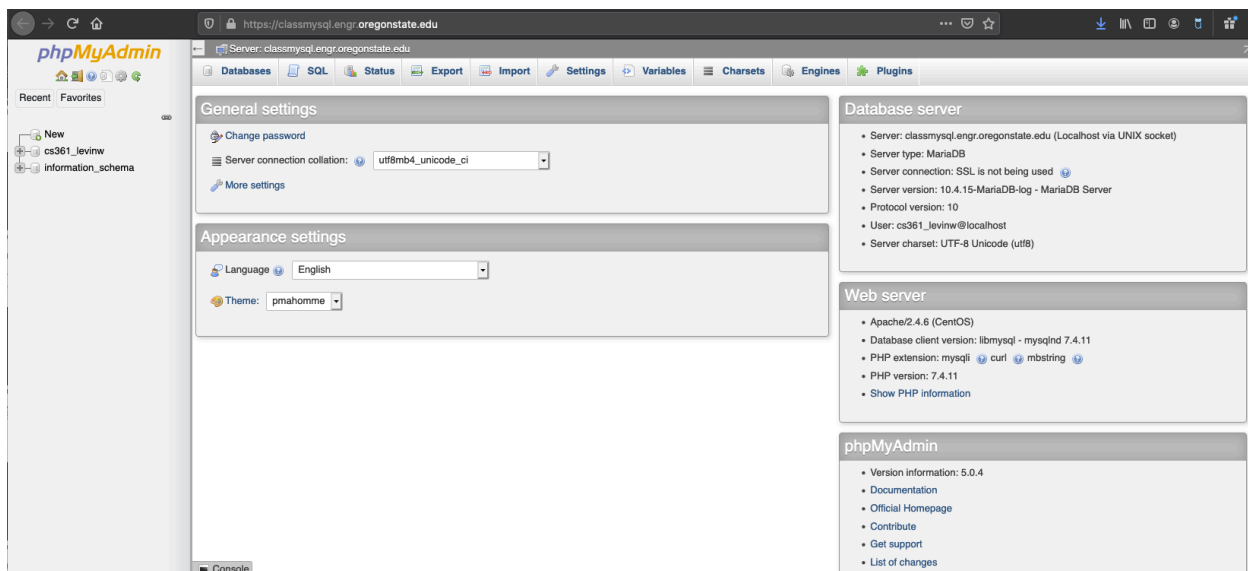 https://classmysql.engr.oregonstate.edu
phpMyAdmin
Recent Favorites
New
cs361_levinw
information_schema
Server: classmysql.engr.oregonstate.edu
Databases SQL Status Export Import Settings Variables Charsets Engines Plugins
General settings
Change password
Server connection collation: utf8mb4_unicode_ci
More settings
Appearance settings
Language English
Theme: pmahomme
Database server
• Server: classmysql.engr.oregonstate.edu (Localhost via UNIX socket)
• Server type: MariaDB
• Server connection: SSL is not being used
• Server version: 10.4.15-MariaDB-log - MariaDB Server
• Protocol version: 10
• User: cs361_levinw@localhost
• Server charset: UTF-8 Unicode (utf8)
Web server
• Apache/2.4.6 (CentOS)
• Database client version: libmysql - mysqlnd 7.4.11
• PHP extension: mysqli curl mbstring
• PHP version: 7.4.11
• Show PHP information
phpMyAdmin
• Version information: 5.0.4
• Documentation
• Official Homepage
• Contribute
• Get support
• List of changes
Console